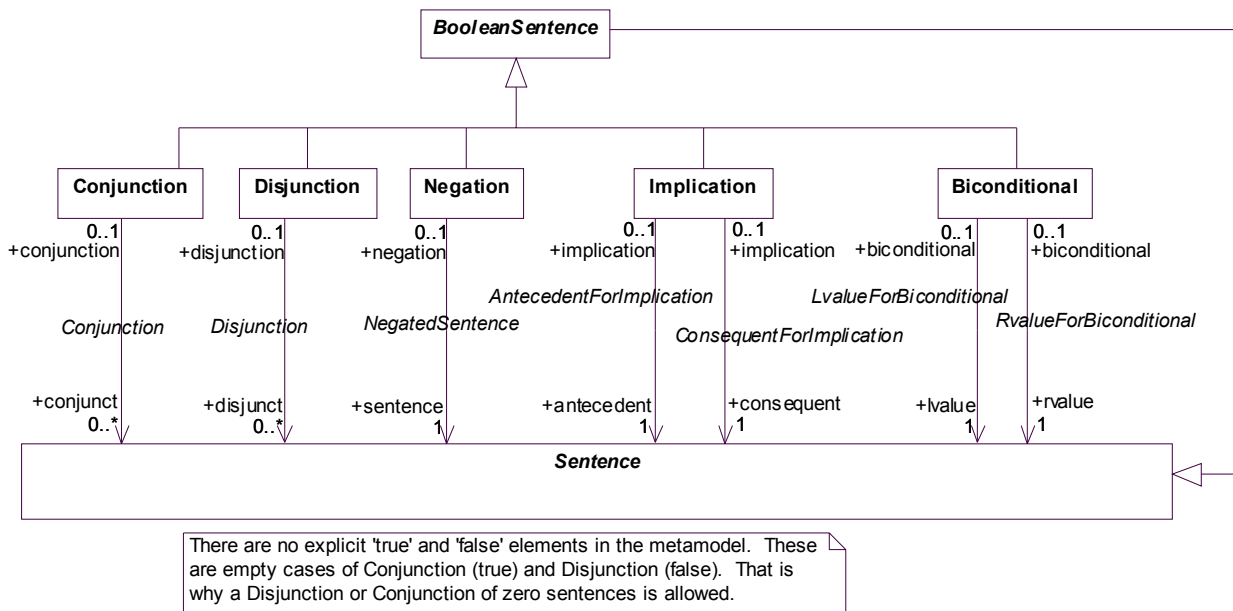 BooleanSentence
Conjunction
Disjunction
Negation
Implication
Biconditional
0..1
0..1
0..1
0..1
0..1
0..1
0..1
+conjunction
+disjunction
+negation
+implication
+implication
+biconditional
+biconditional
AntecedentForImplication
LvalueForBiconditional
Conjunction
Disjunction
NegatedSentence
ConsequentForImplication
RvalueForBiconditional
+conjunct
+disjunct
+sentence
+antecedent
+consequent
+lvalue
+rvalue
0..*
0..*
1
1
1
1
1
Sentence
There are no explicit 'true' and 'false' elements in the metamodel. These
are empty cases of Conjunction (true) and Disjunction (false). That is
why a Disjunction or Conjunction of zero sentences is allowed.